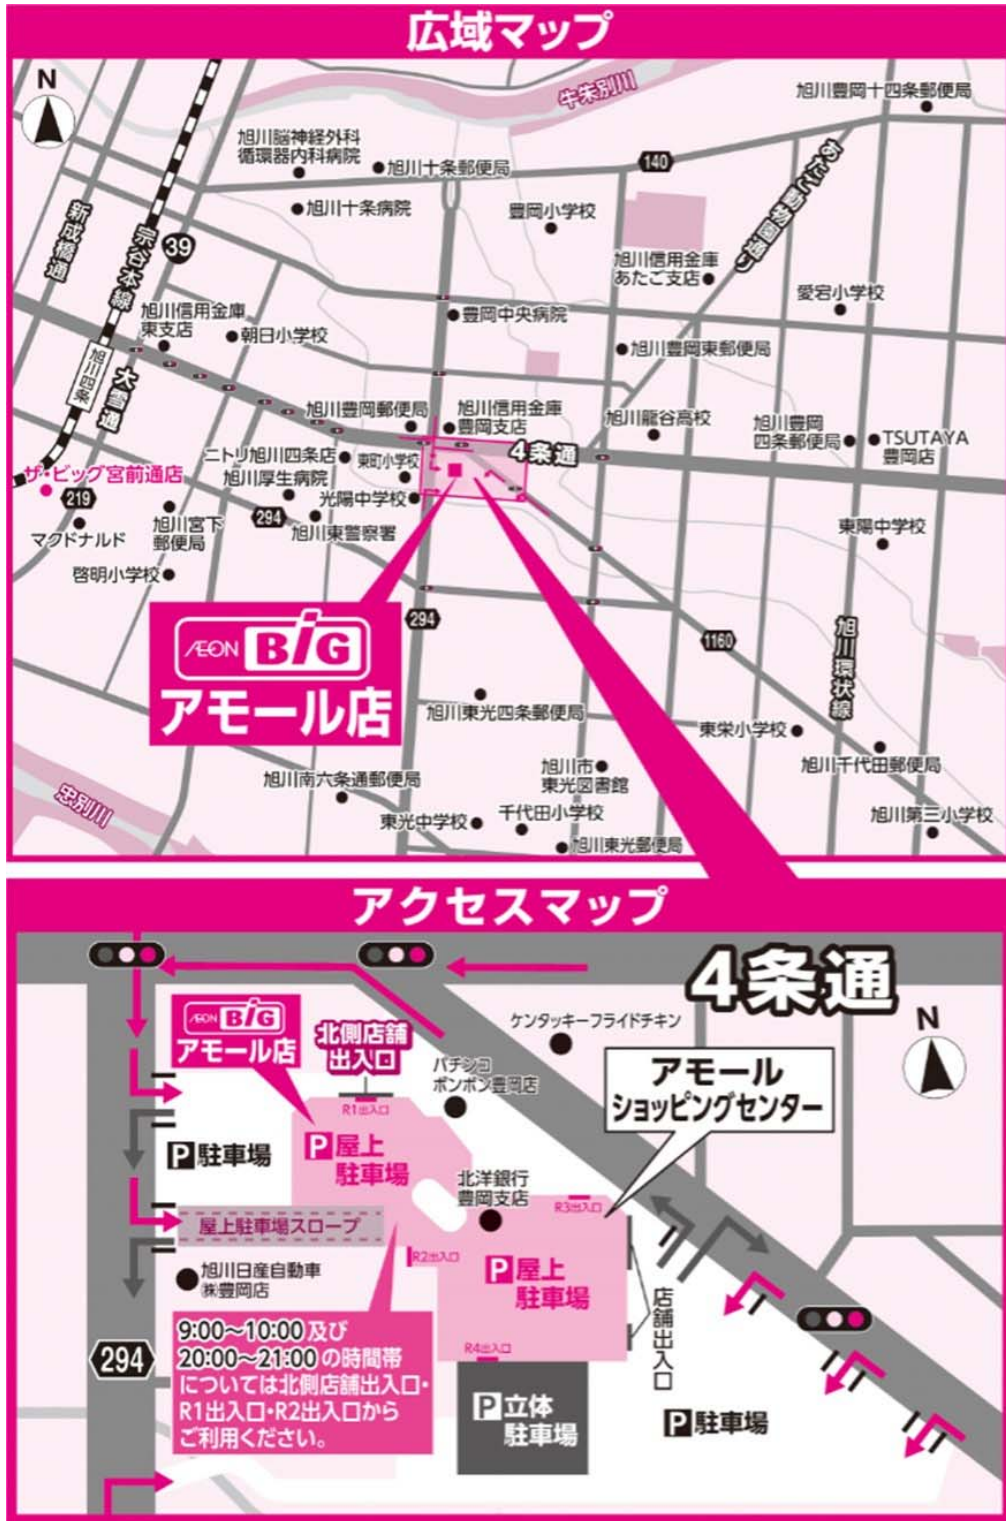 広域マップ
N
牛朱別川
旭川豊岡十四条郵便局
旭川脳神経外科
循環器内科病院
旭川十条郵便局
140
あたご動物園通り
旭川十条病院
豊岡小学校
新成橋通
宗谷本線
39
旭川信用金庫
あたご支店
愛宕小学校
旭川信用金庫
東支店
朝日小学校
豊岡中央病院
旭川豊岡東郵便局
旭川四条
大雪通
旭川豊岡郵便局
旭川信用金庫
豊岡支店
旭川龍谷高校
旭川豊岡
四条郵便局
TSUTAYA
豊岡店
4条通
ニトリ旭川四条店
東町小学校
ザ・ビッグ宮前通店
旭川厚生病院
光陽中学校
219
マクドナルド
旭川宮下
郵便局
294
旭川東警察署
東陽中学校
啓明小学校
ÆON BiG
アモール店
294
1160
旭川環状線
旭川東光四条郵便局
東栄小学校
旭川千代田郵便局
旭川南六条通郵便局
旭川市
東光図書館
忠別川
東光中学校
千代田小学校
旭川第三小学校
旭川東光郵便局
アクセスマップ
4条通
ÆON BiG
アモール店
北側店舗
出入口
ケンタッキーフライドチキン
N
パチンコ
ボンボン豊岡店
アモール
ショッピングセンター
R1出入口
P駐車場
P屋上
駐車場
北洋銀行
豊岡支店
R3出入口
屋上駐車場スロープ
R2出入口
P屋上
駐車場
旭川日産自動車
㈱豊岡店
店舗出入口
9:00〜10:00 及び
20:00〜21:00 の時間帯
については北側店舗出入口・
R1出入口・R2出入口から
ご利用ください。
294
R4出入口
P立体
駐車場
P駐車場